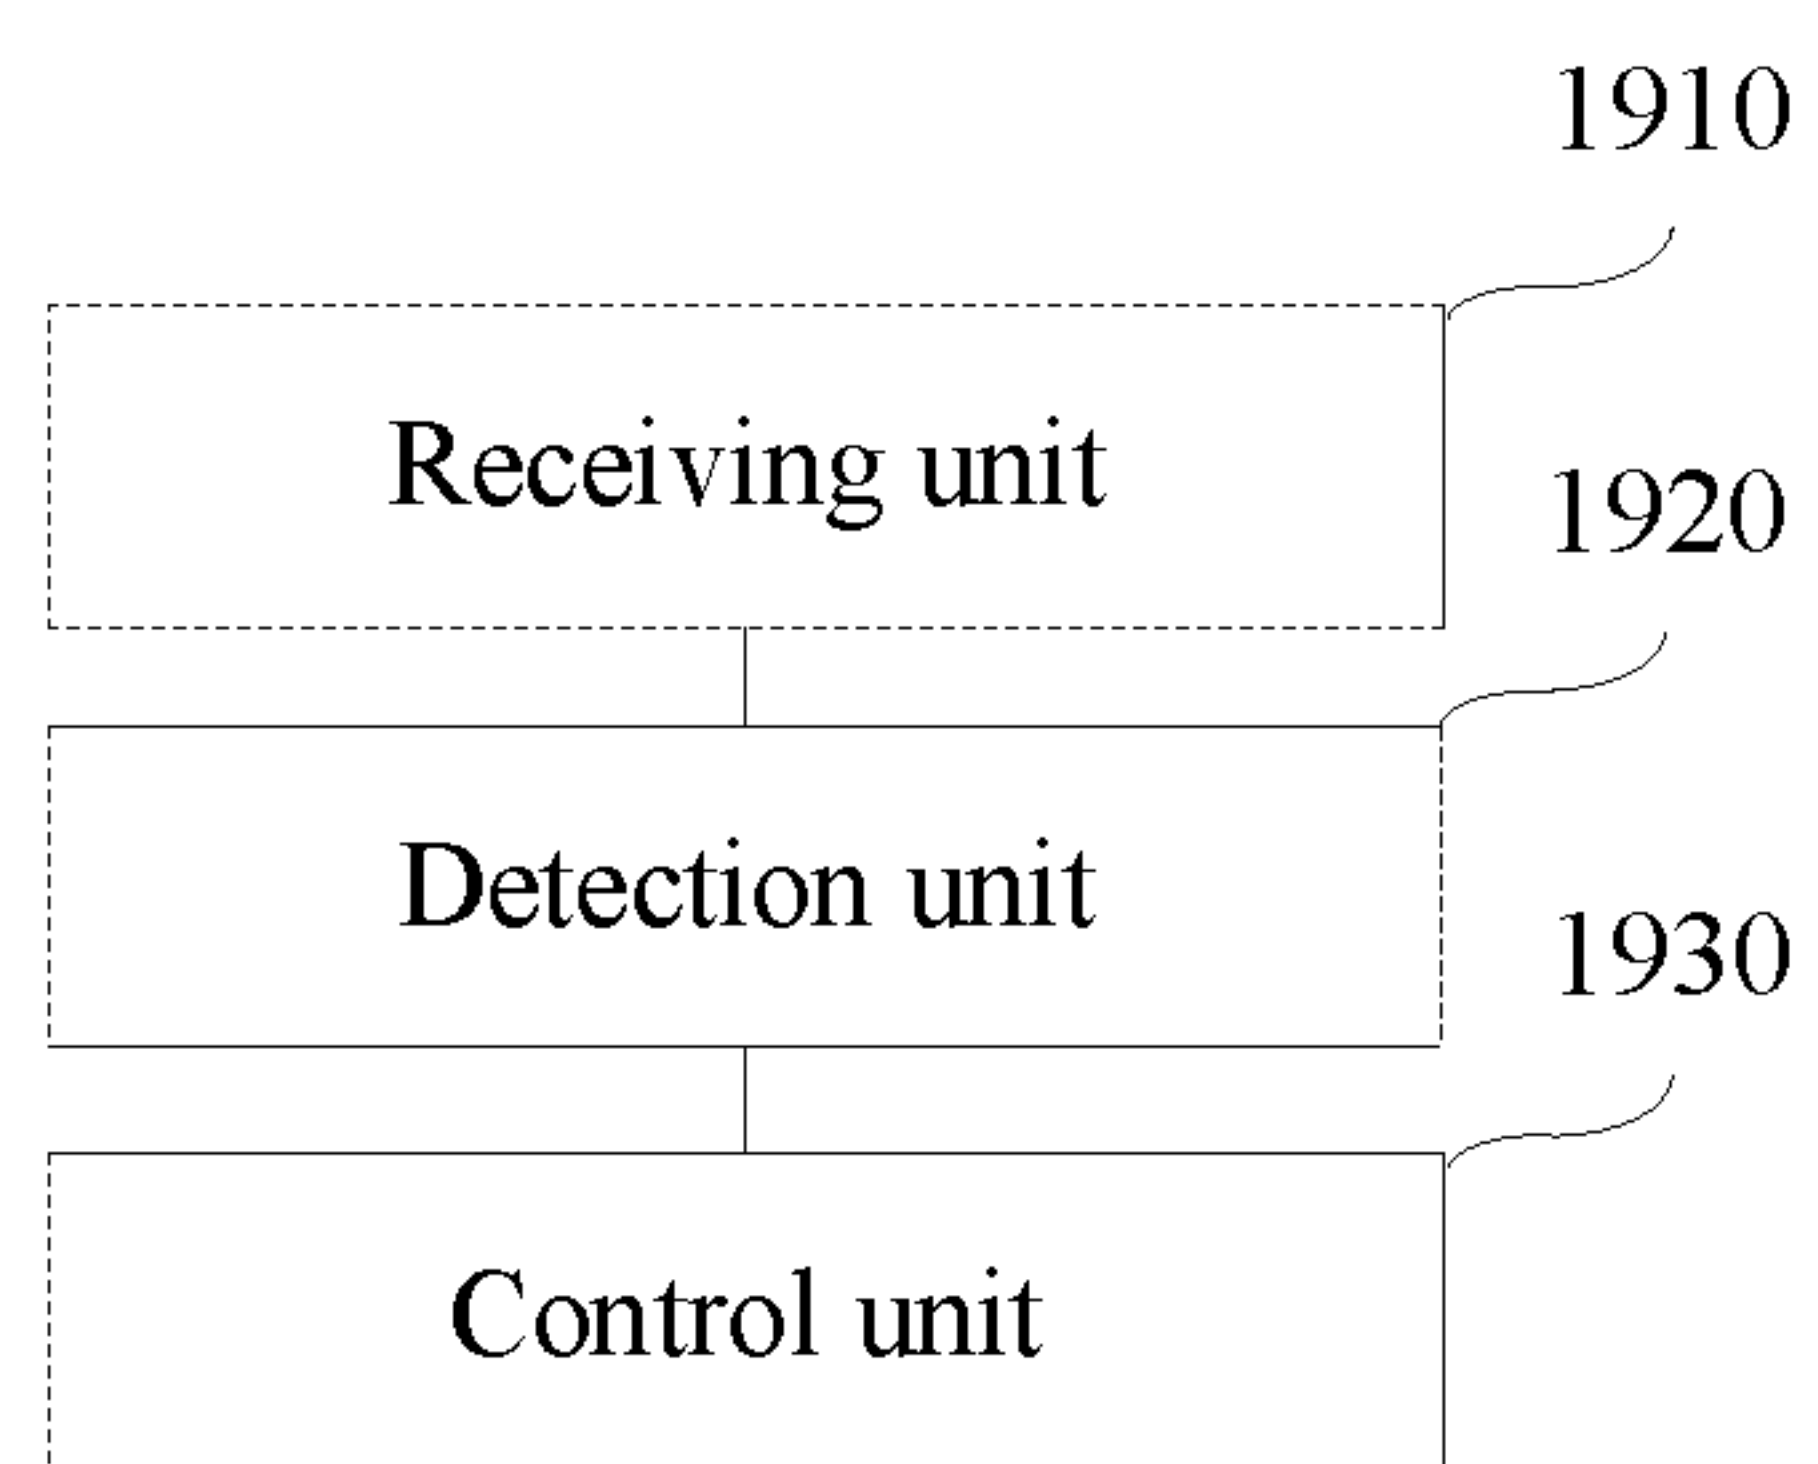 1910
Receiving unit
1920
Detection unit
1930
Control unit